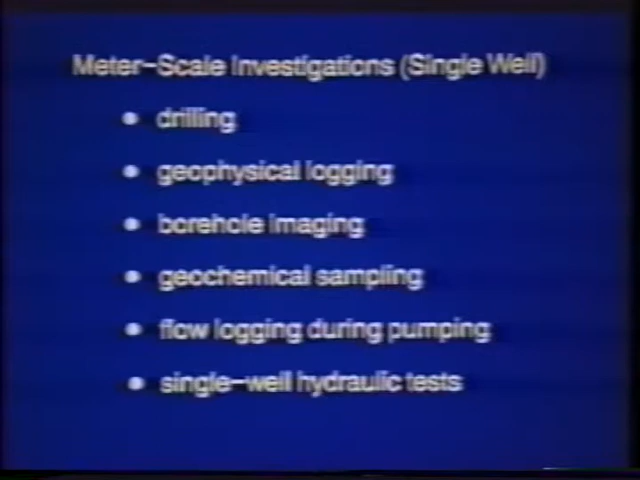 Meter-Scale Investigations (Single Well)
• drilling
• geophysical logging
• borehole imaging
• geochemical sampling
• flow logging during pumping
• single-well hydraulic tests